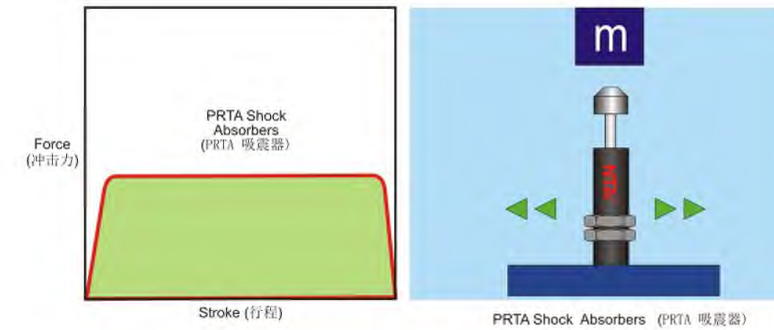 PRTA Shock
Absorbers
(PRTA 吸震器)
Force
(冲击力)
Stroke (行程)
m
PRTA Shock Absorbers (PRTA 吸震器)